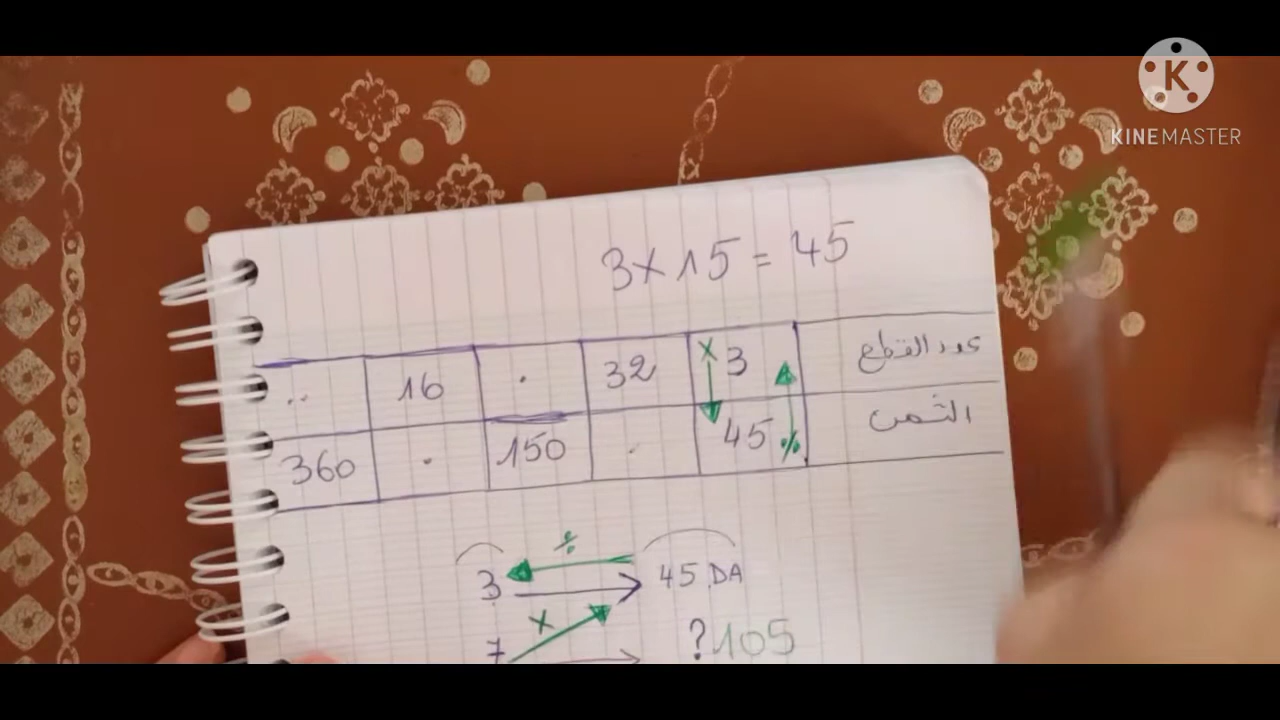 KINEMASTER
3 x 15 = 45
عدد القطع 3 x 32 . 16 ..
الثمن 45 % . 150 . 360
3 ÷ 45 DA
7 x ? 105